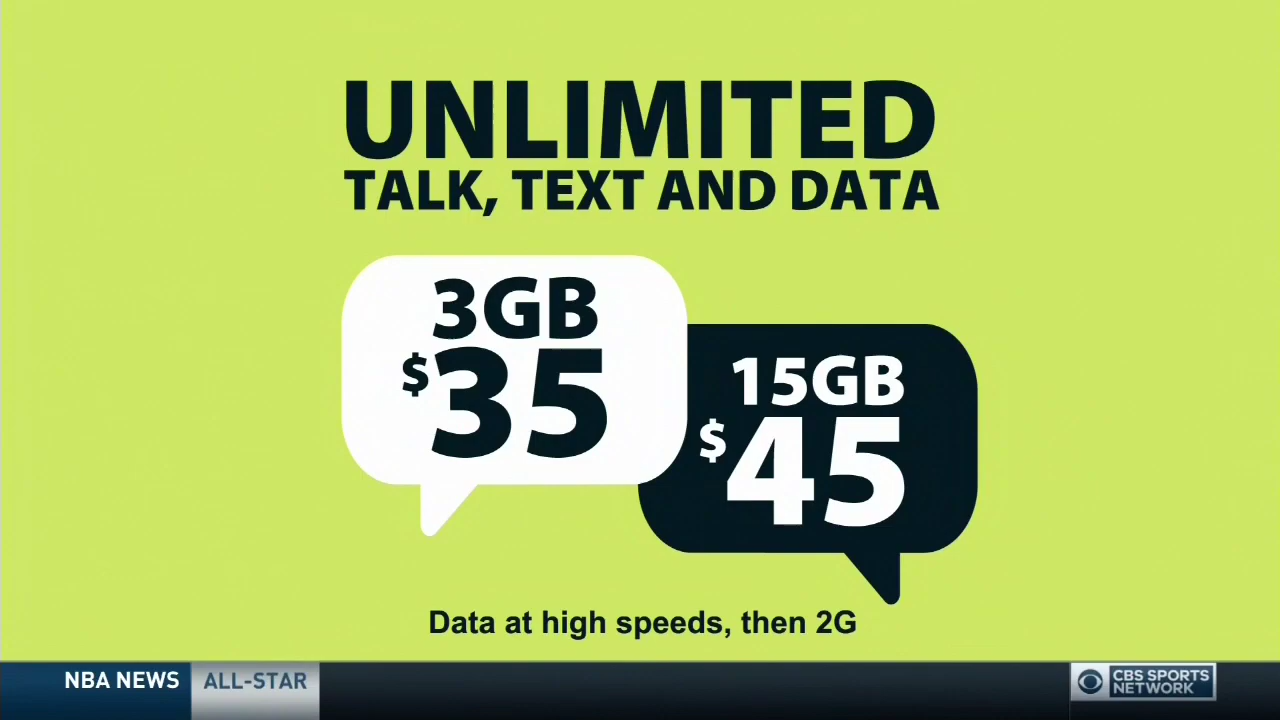 UNLIMITED
TALK, TEXT AND DATA
3GB
$35
15GB
$45
Data at high speeds, then 2G
NBA NEWS
ALL-STAR
CBS SPORTS
NETWORK